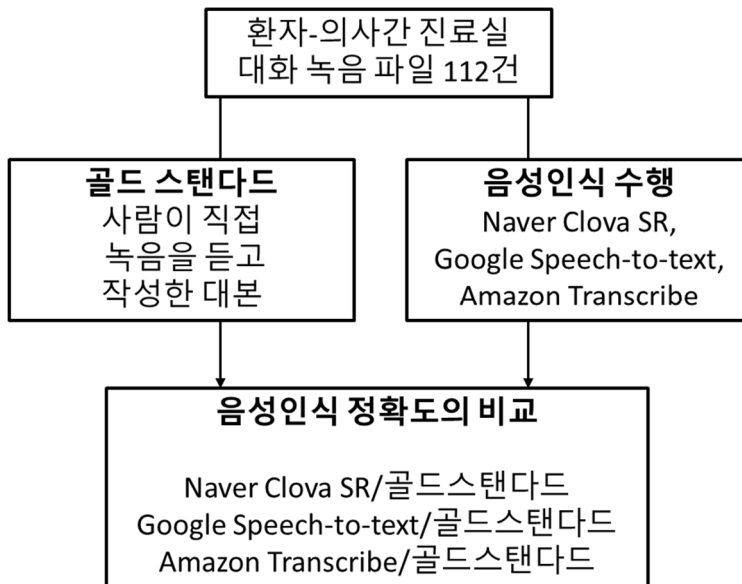 환자-의사간 진료실
대화 녹음 파일 112건
골드 스탠다드
사람이 직접
녹음을 듣고
작성한 대본
음성인식 수행
Naver Clova SR,
Google Speech-to-text,
Amazon Transcribe
음성인식 정확도의 비교
Naver Clova SR/골드스탠다드
Google Speech-to-text/골드스탠다드
Amazon Transcribe/골드스탠다드